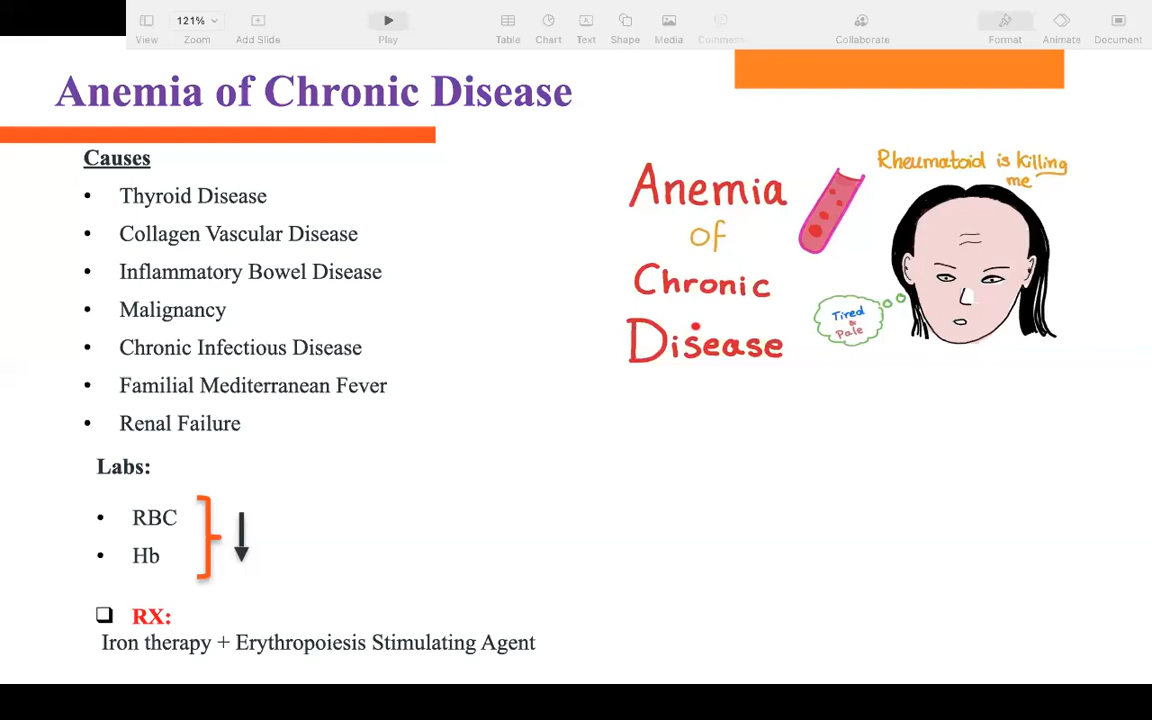 121%
View
Zoom
Add Slide
Play
Table
Chart
Text
Shape
Media
Comment
Collaborate
Format
Animate
Document
Anemia of Chronic Disease
Causes
• Thyroid Disease
• Collagen Vascular Disease
• Inflammatory Bowel Disease
• Malignancy
• Chronic Infectious Disease
• Familial Mediterranean Fever
• Renal Failure
Labs:
• RBC
• Hb
RX:
Iron therapy + Erythropoiesis Stimulating Agent
Anemia
of
Chronic
Disease
Rheumatoid is killing
me
Tired
&
Pale